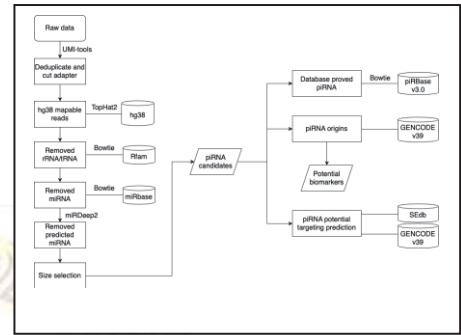 Raw data
UMI-tools
Deduplicate and
cut adapter
hg38 mapable
reads
TopHat2
hg38
Removed
rRNA/tRNA
Bowtie
Rfam
Removed
miRNA
Bowtie
miRbase
miRDeep2
Removed
predicted
miRNA
Size selection
piRNA
candidates
Database proved
piRNA
Bowtie
piRBase
v3.0
piRNA origins
GENCODE
v39
Potential
biomarkers
piRNA potential
targeting prediction
SEdb
GENCODE
v39